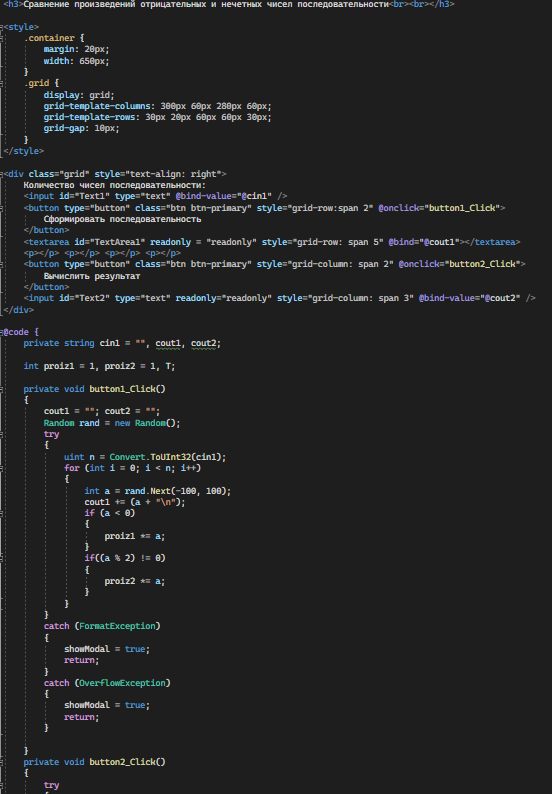 <h3>Сравнение произведений отрицательных и нечетных чисел последовательности<br><br></h3>
<style>
.container {
margin: 20px;
width: 650px;
}
.grid {
display: grid;
grid-template-columns: 300px 60px 280px 60px;
grid-template-rows: 30px 20px 60px 60px 30px;
grid-gap: 10px;
}
</style>
<div class="grid" style="text-align: right">
Количество чисел последовательности:
<input id="Text1" type="text" @bind-value="@cin1" />
<button type="button" class="btn btn-primary" style="grid-row:span 2" @onclick="button1_Click">
Сформировать последовательность
</button>
<textarea id="TextArea1" readonly = "readonly" style="grid-row: span 5" @bind="@cout1"></textarea>
<p></p> <p></p> <p></p> <p></p>
<button type="button" class="btn btn-primary" style="grid-column: span 2" @onclick="button2_Click">
Вычислить результат
</button>
<input id="Text2" type="text" readonly="readonly" style="grid-column: span 3" @bind-value="@cout2" />
</div>
@code {
private string cin1 = "", cout1, cout2;
int proiz1 = 1, proiz2 = 1, T;
private void button1_Click()
{
cout1 = ""; cout2 = "";
Random rand = new Random();
try
{
uint n = Convert.ToUInt32(cin1);
for (int i = 0; i < n; i++)
{
int a = rand.Next(-100, 100);
cout1 += (a + "\n");
if (a < 0)
{
proiz1 *= a;
}
if((a % 2) != 0)
{
proiz2 *= a;
}
}
}
catch (FormatException)
{
showModal = true;
return;
}
catch (OverflowException)
{
showModal = true;
return;
}
}
private void button2_Click()
{
try
{